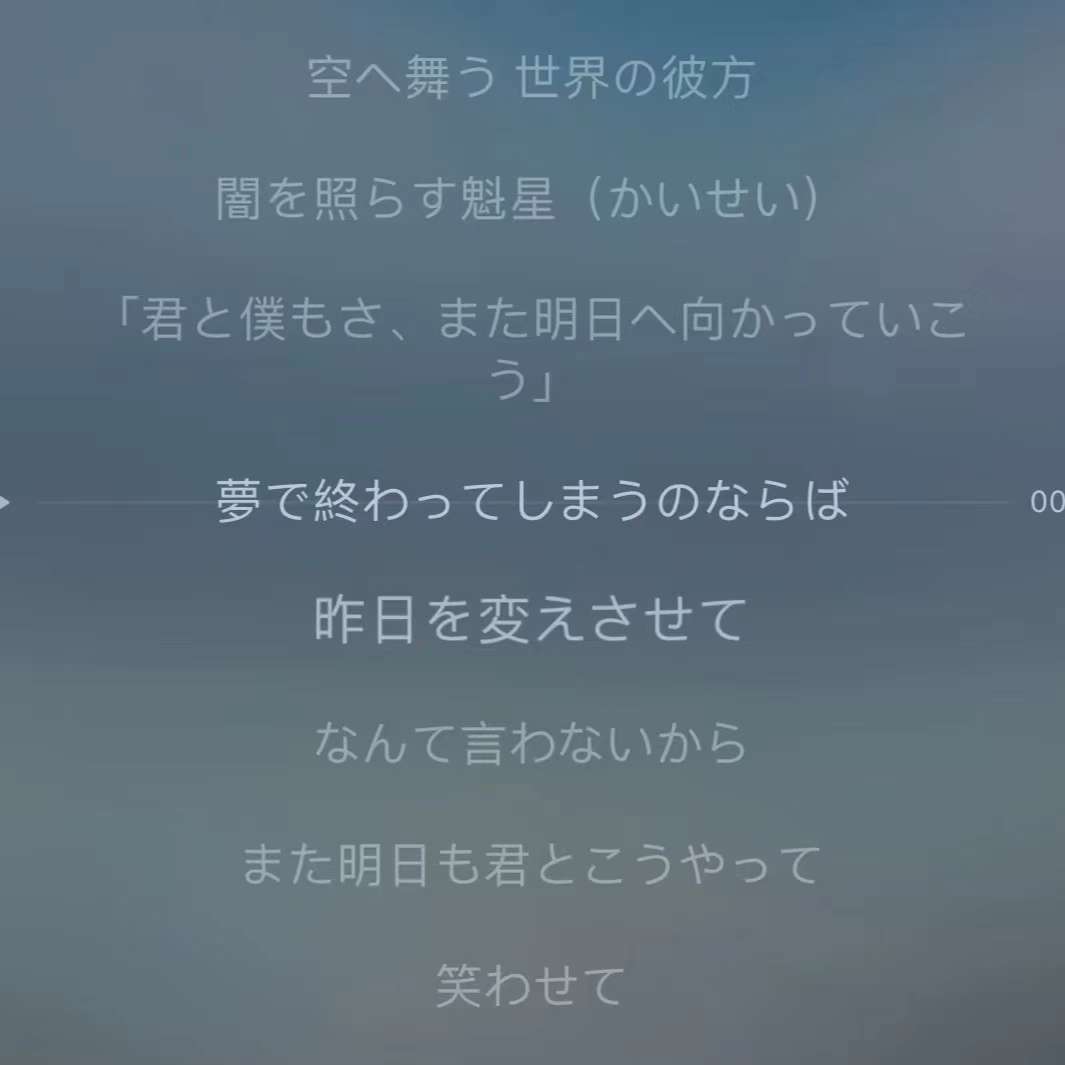 空へ舞う 世界の彼方
闇を照らす魁星（かいせい）
「君と僕もさ、また明日へ向かっていこ
う」
夢で終わってしまうのならば
00
昨日を変えさせて
なんて言わないから
また明日も君とこうやって
笑わせて